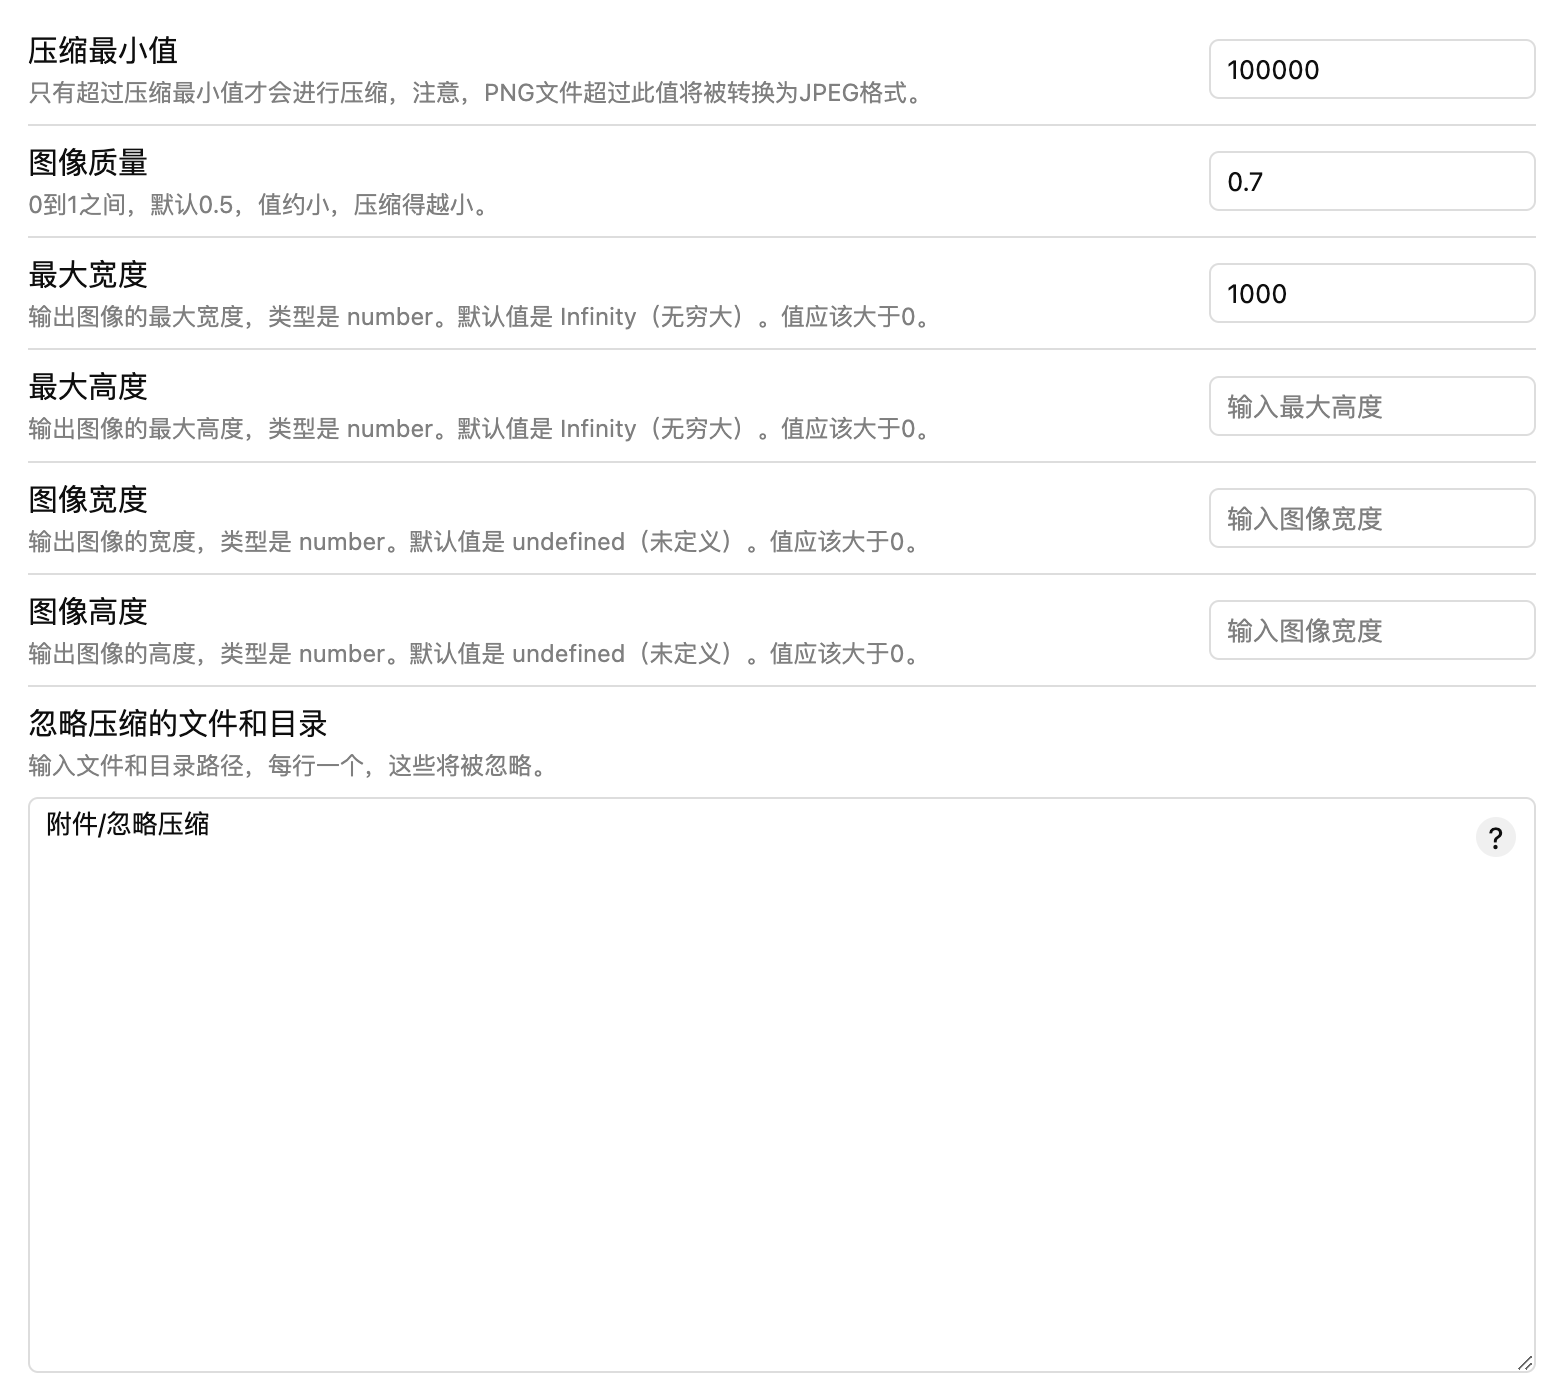 压缩最小值
只有超过压缩最小值才会进行压缩，注意，PNG文件超过此值将被转换为JPEG格式。
100000
图像质量
0到1之间，默认0.5，值约小，压缩得越小。
0.7
最大宽度
输出图像的最大宽度，类型是 number。默认值是 Infinity（无穷大）。值应该大于0。
1000
最大高度
输出图像的最大高度，类型是 number。默认值是 Infinity（无穷大）。值应该大于0。
输入最大高度
图像宽度
输出图像的宽度，类型是 number。默认值是 undefined（未定义）。值应该大于0。
输入图像宽度
图像高度
输出图像的高度，类型是 number。默认值是 undefined（未定义）。值应该大于0。
输入图像宽度
忽略压缩的文件和目录
输入文件和目录路径，每行一个，这些将被忽略。
附件/忽略压缩
?